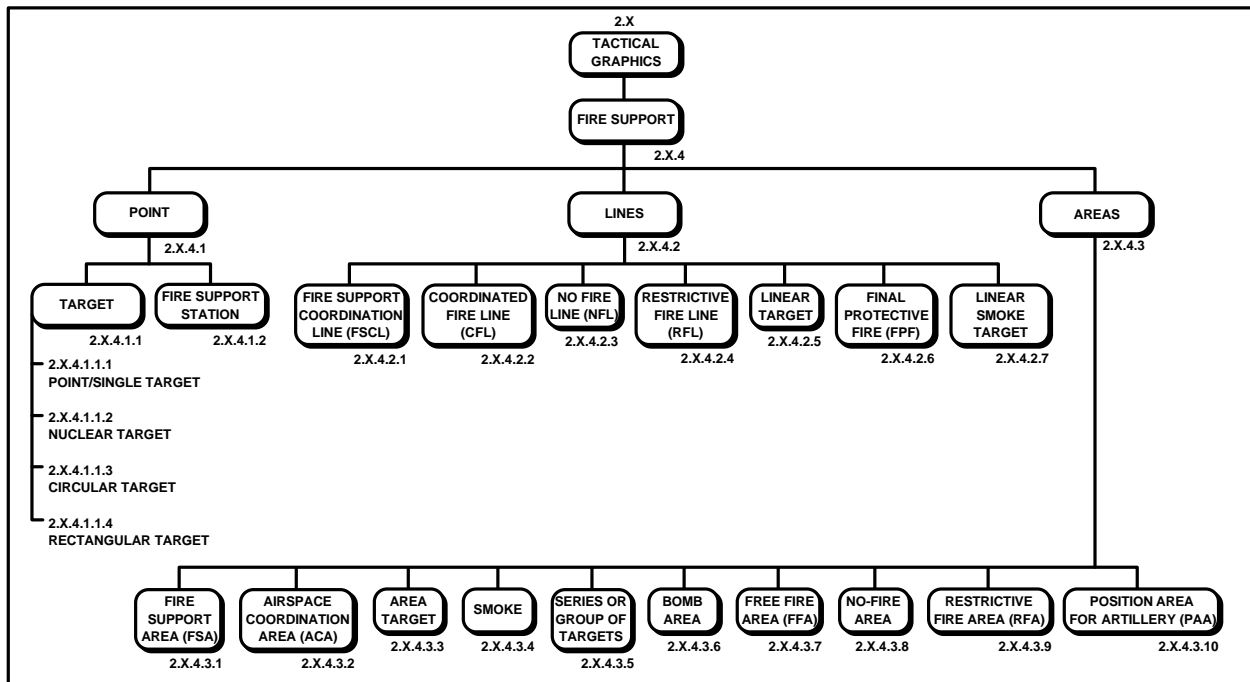 2.X
TACTICAL
GRAPHICS
FIRE SUPPORT
2.X.4
POINT
2.X.4.1
LINES
2.X.4.2
AREAS
2.X.4.3
TARGET
2.X.4.1.1
FIRE SUPPORT
STATION
2.X.4.1.2
FIRE SUPPORT
COORDINATION
LINE (FSCL)
2.X.4.2.1
COORDINATED
FIRE LINE
(CFL)
2.X.4.2.2
NO FIRE
LINE (NFL)
2.X.4.2.3
RESTRICTIVE
FIRE LINE
(RFL)
2.X.4.2.4
LINEAR
TARGET
2.X.4.2.5
FINAL
PROTECTIVE
FIRE (FPF)
2.X.4.2.6
LINEAR
SMOKE
TARGET
2.X.4.2.7
2.X.4.1.1.1
POINT/SINGLE TARGET
2.X.4.1.1.2
NUCLEAR TARGET
2.X.4.1.1.3
CIRCULAR TARGET
2.X.4.1.1.4
RECTANGULAR TARGET
FIRE
SUPPORT
AREA (FSA)
2.X.4.3.1
AIRSPACE
COORDINATION
AREA (ACA)
2.X.4.3.2
AREA
TARGET
2.X.4.3.3
SMOKE
2.X.4.3.4
SERIES OR
GROUP OF
TARGETS
2.X.4.3.5
BOMB
AREA
2.X.4.3.6
FREE FIRE
AREA (FFA)
2.X.4.3.7
NO-FIRE
AREA
2.X.4.3.8
RESTRICTIVE
FIRE AREA (RFA)
2.X.4.3.9
POSITION AREA
FOR ARTILLERY (PAA)
2.X.4.3.10